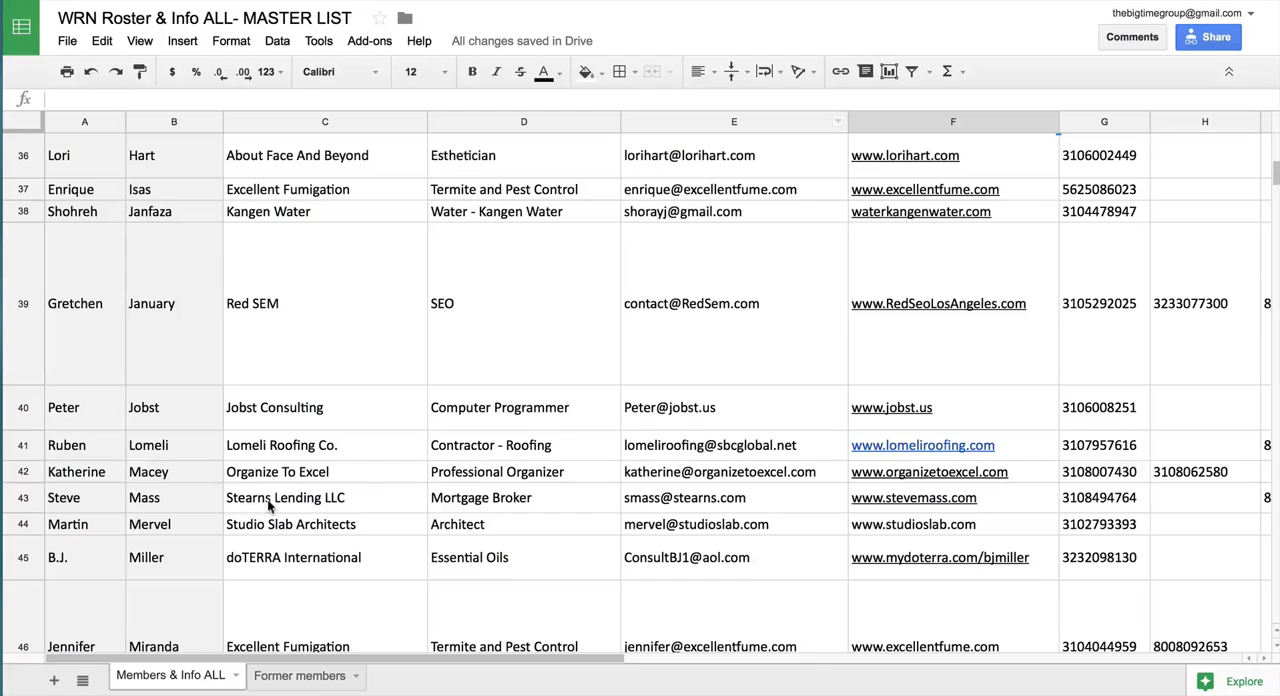 WRN Roster & Info ALL- MASTER LIST
thebigtimegroup@gmail.com
File Edit View Insert Format Data Tools Add-ons Help All changes saved in Drive
Comments Share
$ % .0 .00 123 Calibri 12 B I S A Σ
fx
A B C D E F G H
36 Lori Hart About Face And Beyond Esthetician lorihart@lorihart.com www.lorihart.com 3106002449
37 Enrique Isas Excellent Fumigation Termite and Pest Control enrique@excellentfume.com www.excellentfume.com 5625086023
38 Shohreh Janfaza Kangen Water Water - Kangen Water shorayj@gmail.com waterkangenwater.com 3104478947
39 Gretchen January Red SEM SEO contact@RedSem.com www.RedSeoLosAngeles.com 3105292025 3233077300 8
40 Peter Jobst Jobst Consulting Computer Programmer Peter@jobst.us www.jobst.us 3106008251
41 Ruben Lomeli Lomeli Roofing Co. Contractor - Roofing lomeliroofing@sbcglobal.net www.lomeliroofing.com 3107957616 8
42 Katherine Macey Organize To Excel Professional Organizer katherine@organizetoexcel.com www.organizetoexcel.com 3108007430 3108062580
43 Steve Mass Stearns Lending LLC Mortgage Broker smass@stearns.com www.stevemass.com 3108494764 8
44 Martin Mervel Studio Slab Architects Architect mervel@studioslab.com www.studioslab.com 3102793393
45 B.J. Miller doTERRA International Essential Oils ConsultBJ1@aol.com www.mydoterra.com/bjmiller 3232098130
46 Jennifer Miranda Excellent Fumigation Termite and Pest Control jennifer@excellentfume.com www.excellentfume.com 3104044959 8008092653
Members & Info ALL Former members Explore